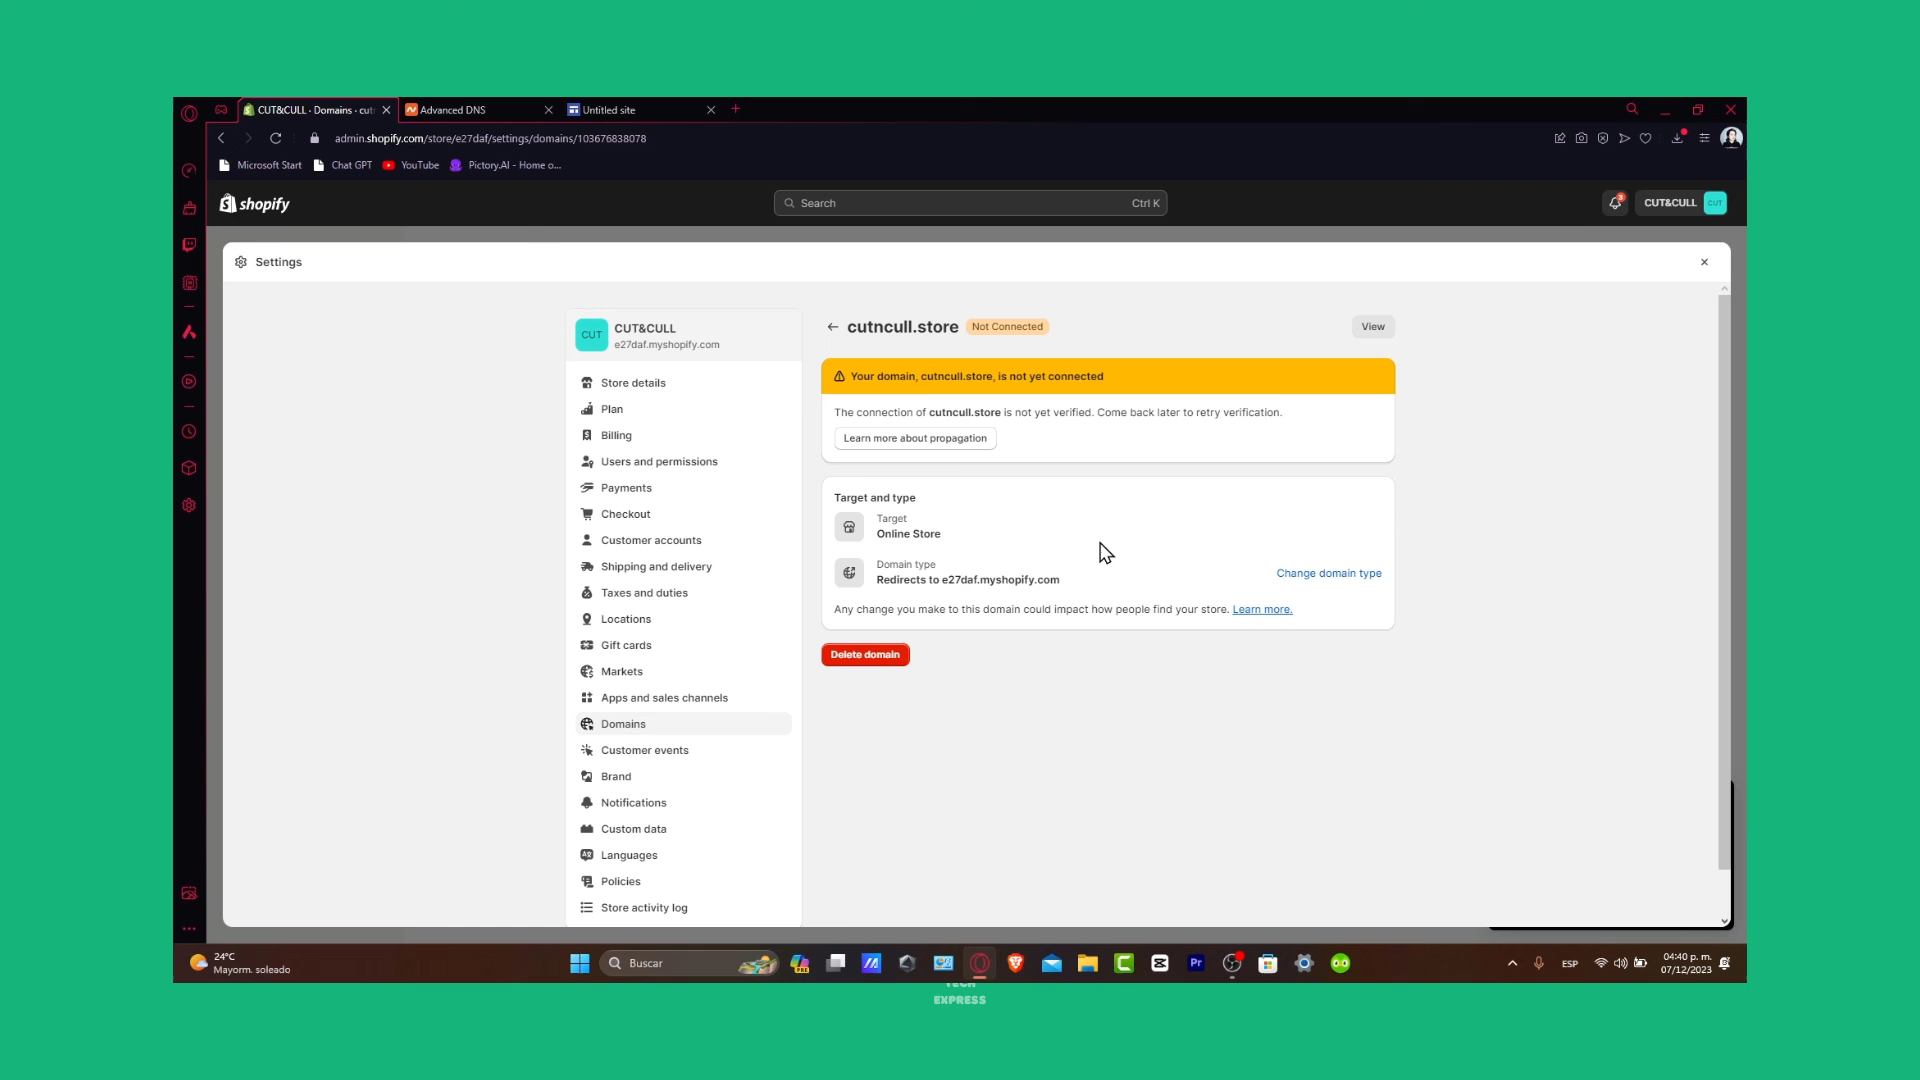 CUT&CULL · Domains · cut
Advanced DNS
Untitled site
admin.shopify.com/store/e27daf/settings/domains/103676838078
Microsoft Start
Chat GPT
YouTube
Pictory.AI - Home o...
shopify
Search
Ctrl K
3
CUT&CULL
CUT
Settings
CUT
CUT&CULL
e27daf.myshopify.com
Store details
Plan
Billing
Users and permissions
Payments
Checkout
Customer accounts
Shipping and delivery
Taxes and duties
Locations
Gift cards
Markets
Apps and sales channels
Domains
Customer events
Brand
Notifications
Custom data
Languages
Policies
Store activity log
cutncull.store
Not Connected
View
Your domain, cutncull.store, is not yet connected
The connection of cutncull.store is not yet verified. Come back later to retry verification.
Learn more about propagation
Target and type
Target
Online Store
Domain type
Redirects to e27daf.myshopify.com
Change domain type
Any change you make to this domain could impact how people find your store. Learn more.
Delete domain
24°C
Mayorm. soleado
Buscar
PRE
Pr
ESP
04:40 p. m.
07/12/2023
TECH
EXPRESS